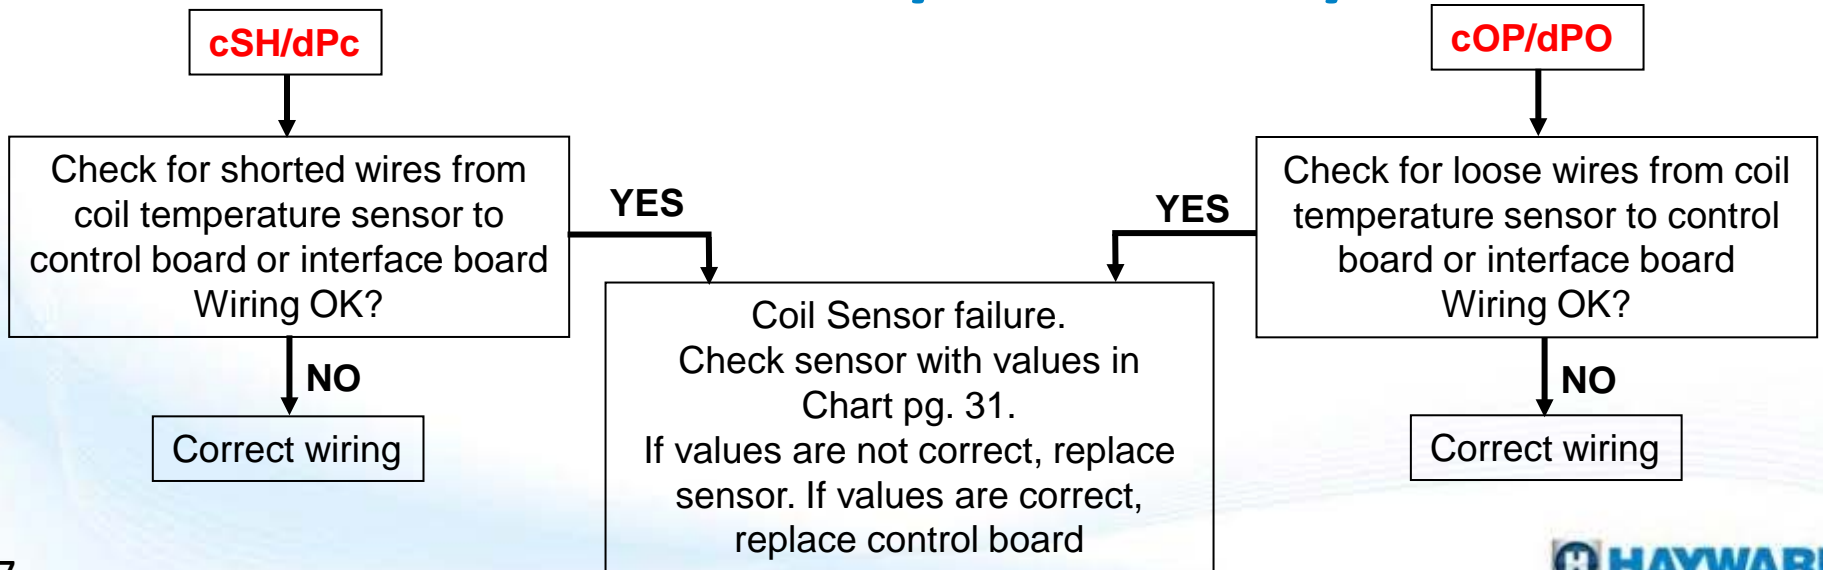 cSH/dPc
cOP/dPO
Check for shorted wires from
coil temperature sensor to
control board or interface board
Wiring OK?
YES
NO
Correct wiring
YES
Check for loose wires from coil
temperature sensor to control
board or interface board
Wiring OK?
NO
Correct wiring
Coil Sensor failure.
Check sensor with values in
Chart pg. 31.
If values are not correct, replace
sensor. If values are correct,
replace control board
HAYWARD